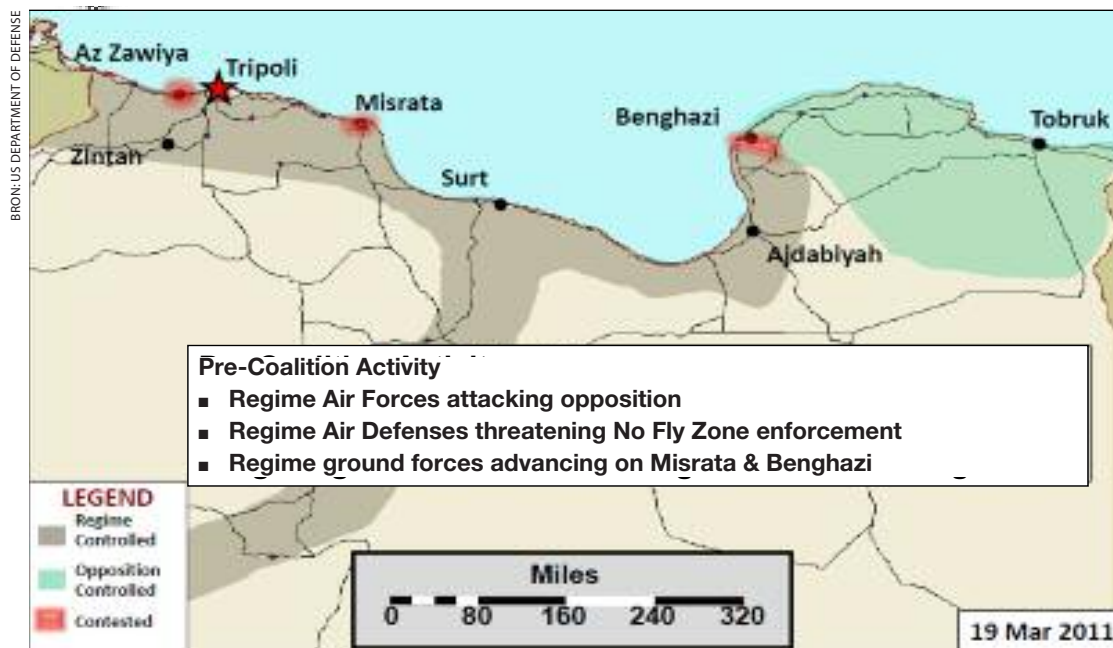 BRON: US DEPARTMENT OF DEFENSE
Az Zawiya
Tripoli
Misrata
Benghazi
Tobruk
Zintan
Surt
Ajdabiyah
Pre-Coalition Activity
▪ Regime Air Forces attacking opposition
▪ Regime Air Defenses threatening No Fly Zone enforcement
▪ Regime ground forces advancing on Misrata & Benghazi
LEGEND
Regime
Controlled
Opposition
Controlled
Contested
Miles
0 80 160 240 320
19 Mar 2011